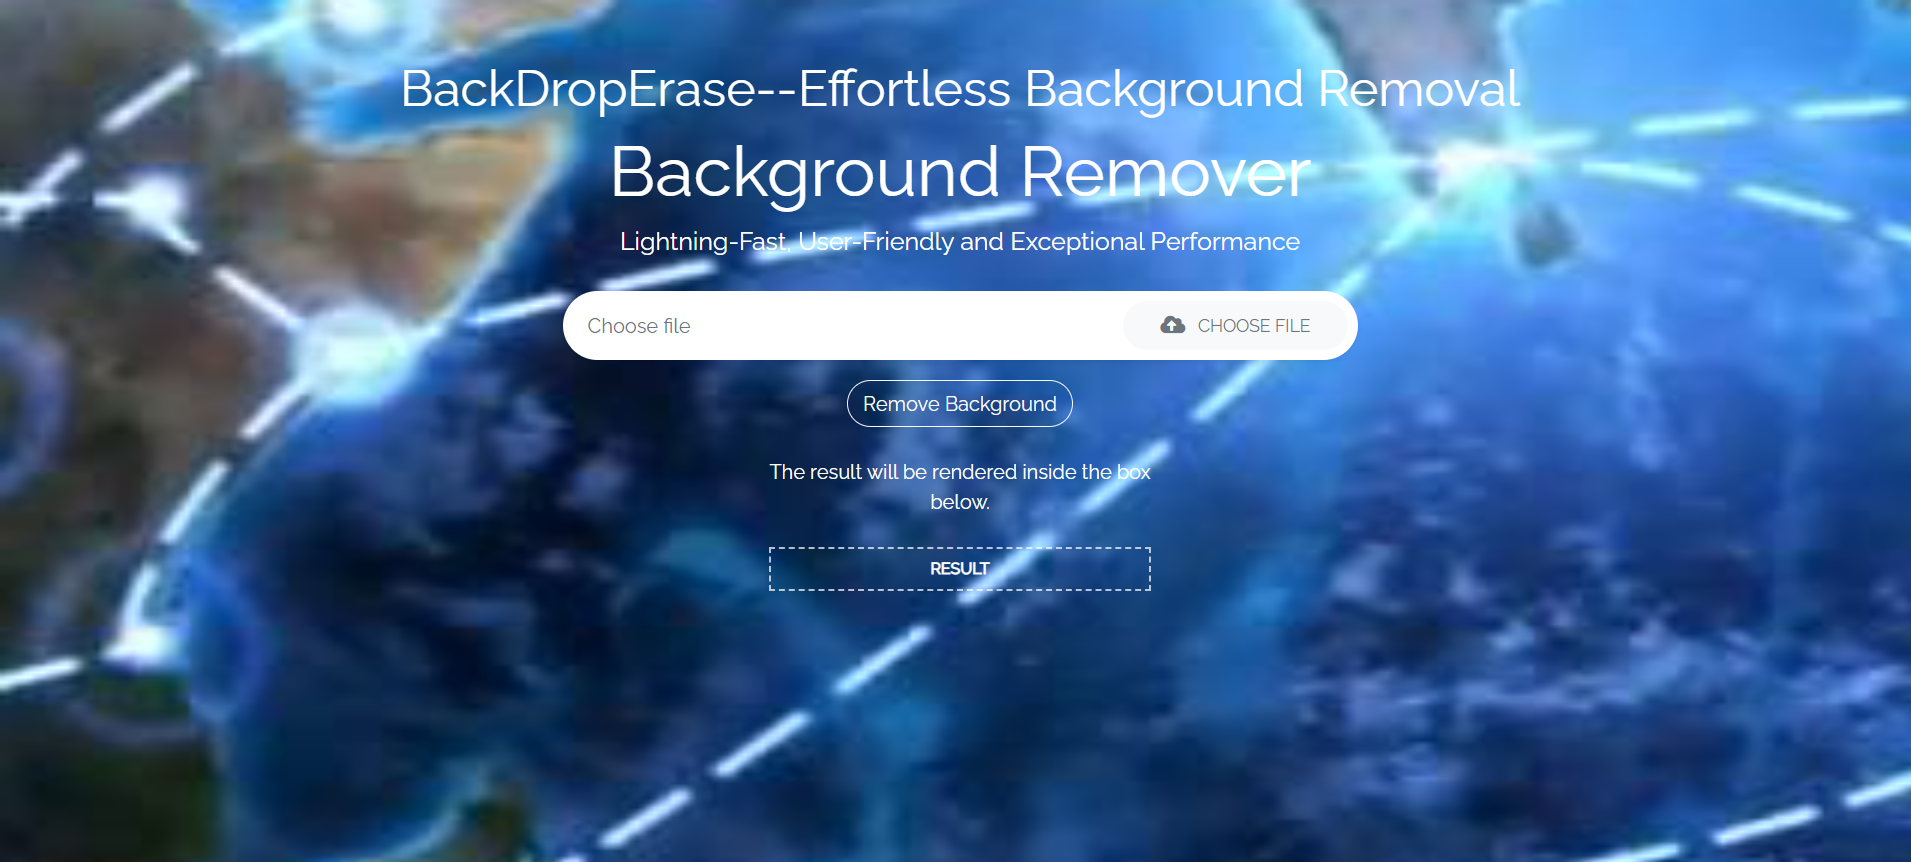 BackDropErase--Effortless Background Removal
Background Remover
Lightning-Fast, User-Friendly and Exceptional Performance
Choose file
CHOOSE FILE
Remove Background
The result will be rendered inside the box
below.
RESULT